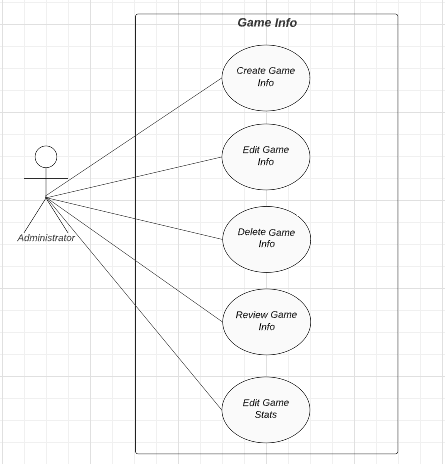 Game Info
Create Game
Info
Edit Game
Info
Administrator
Delete Game
Info
Review Game
Info
Edit Game
Stats